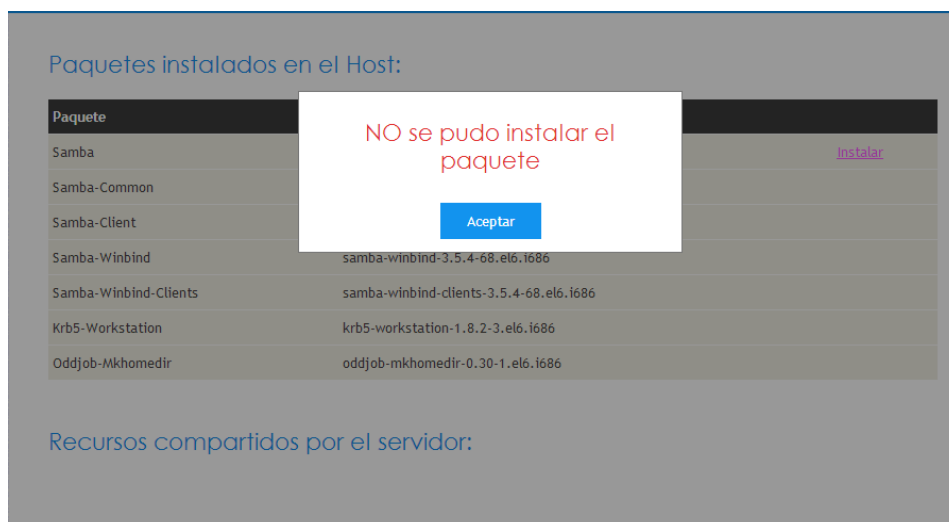 Paquetes instalados en el Host:
Paquete
NO se pudo instalar el
paquete
Aceptar
Samba Instalar
Samba-Common
Samba-Client
Samba-Winbind samba-winbind-3.5.4-68.el6.i686
Samba-Winbind-Clients samba-winbind-clients-3.5.4-68.el6.i686
Krb5-Workstation krb5-workstation-1.8.2-3.el6.i686
Oddjob-Mkhomedir oddjob-mkhomedir-0.30-1.el6.i686
Recursos compartidos por el servidor: